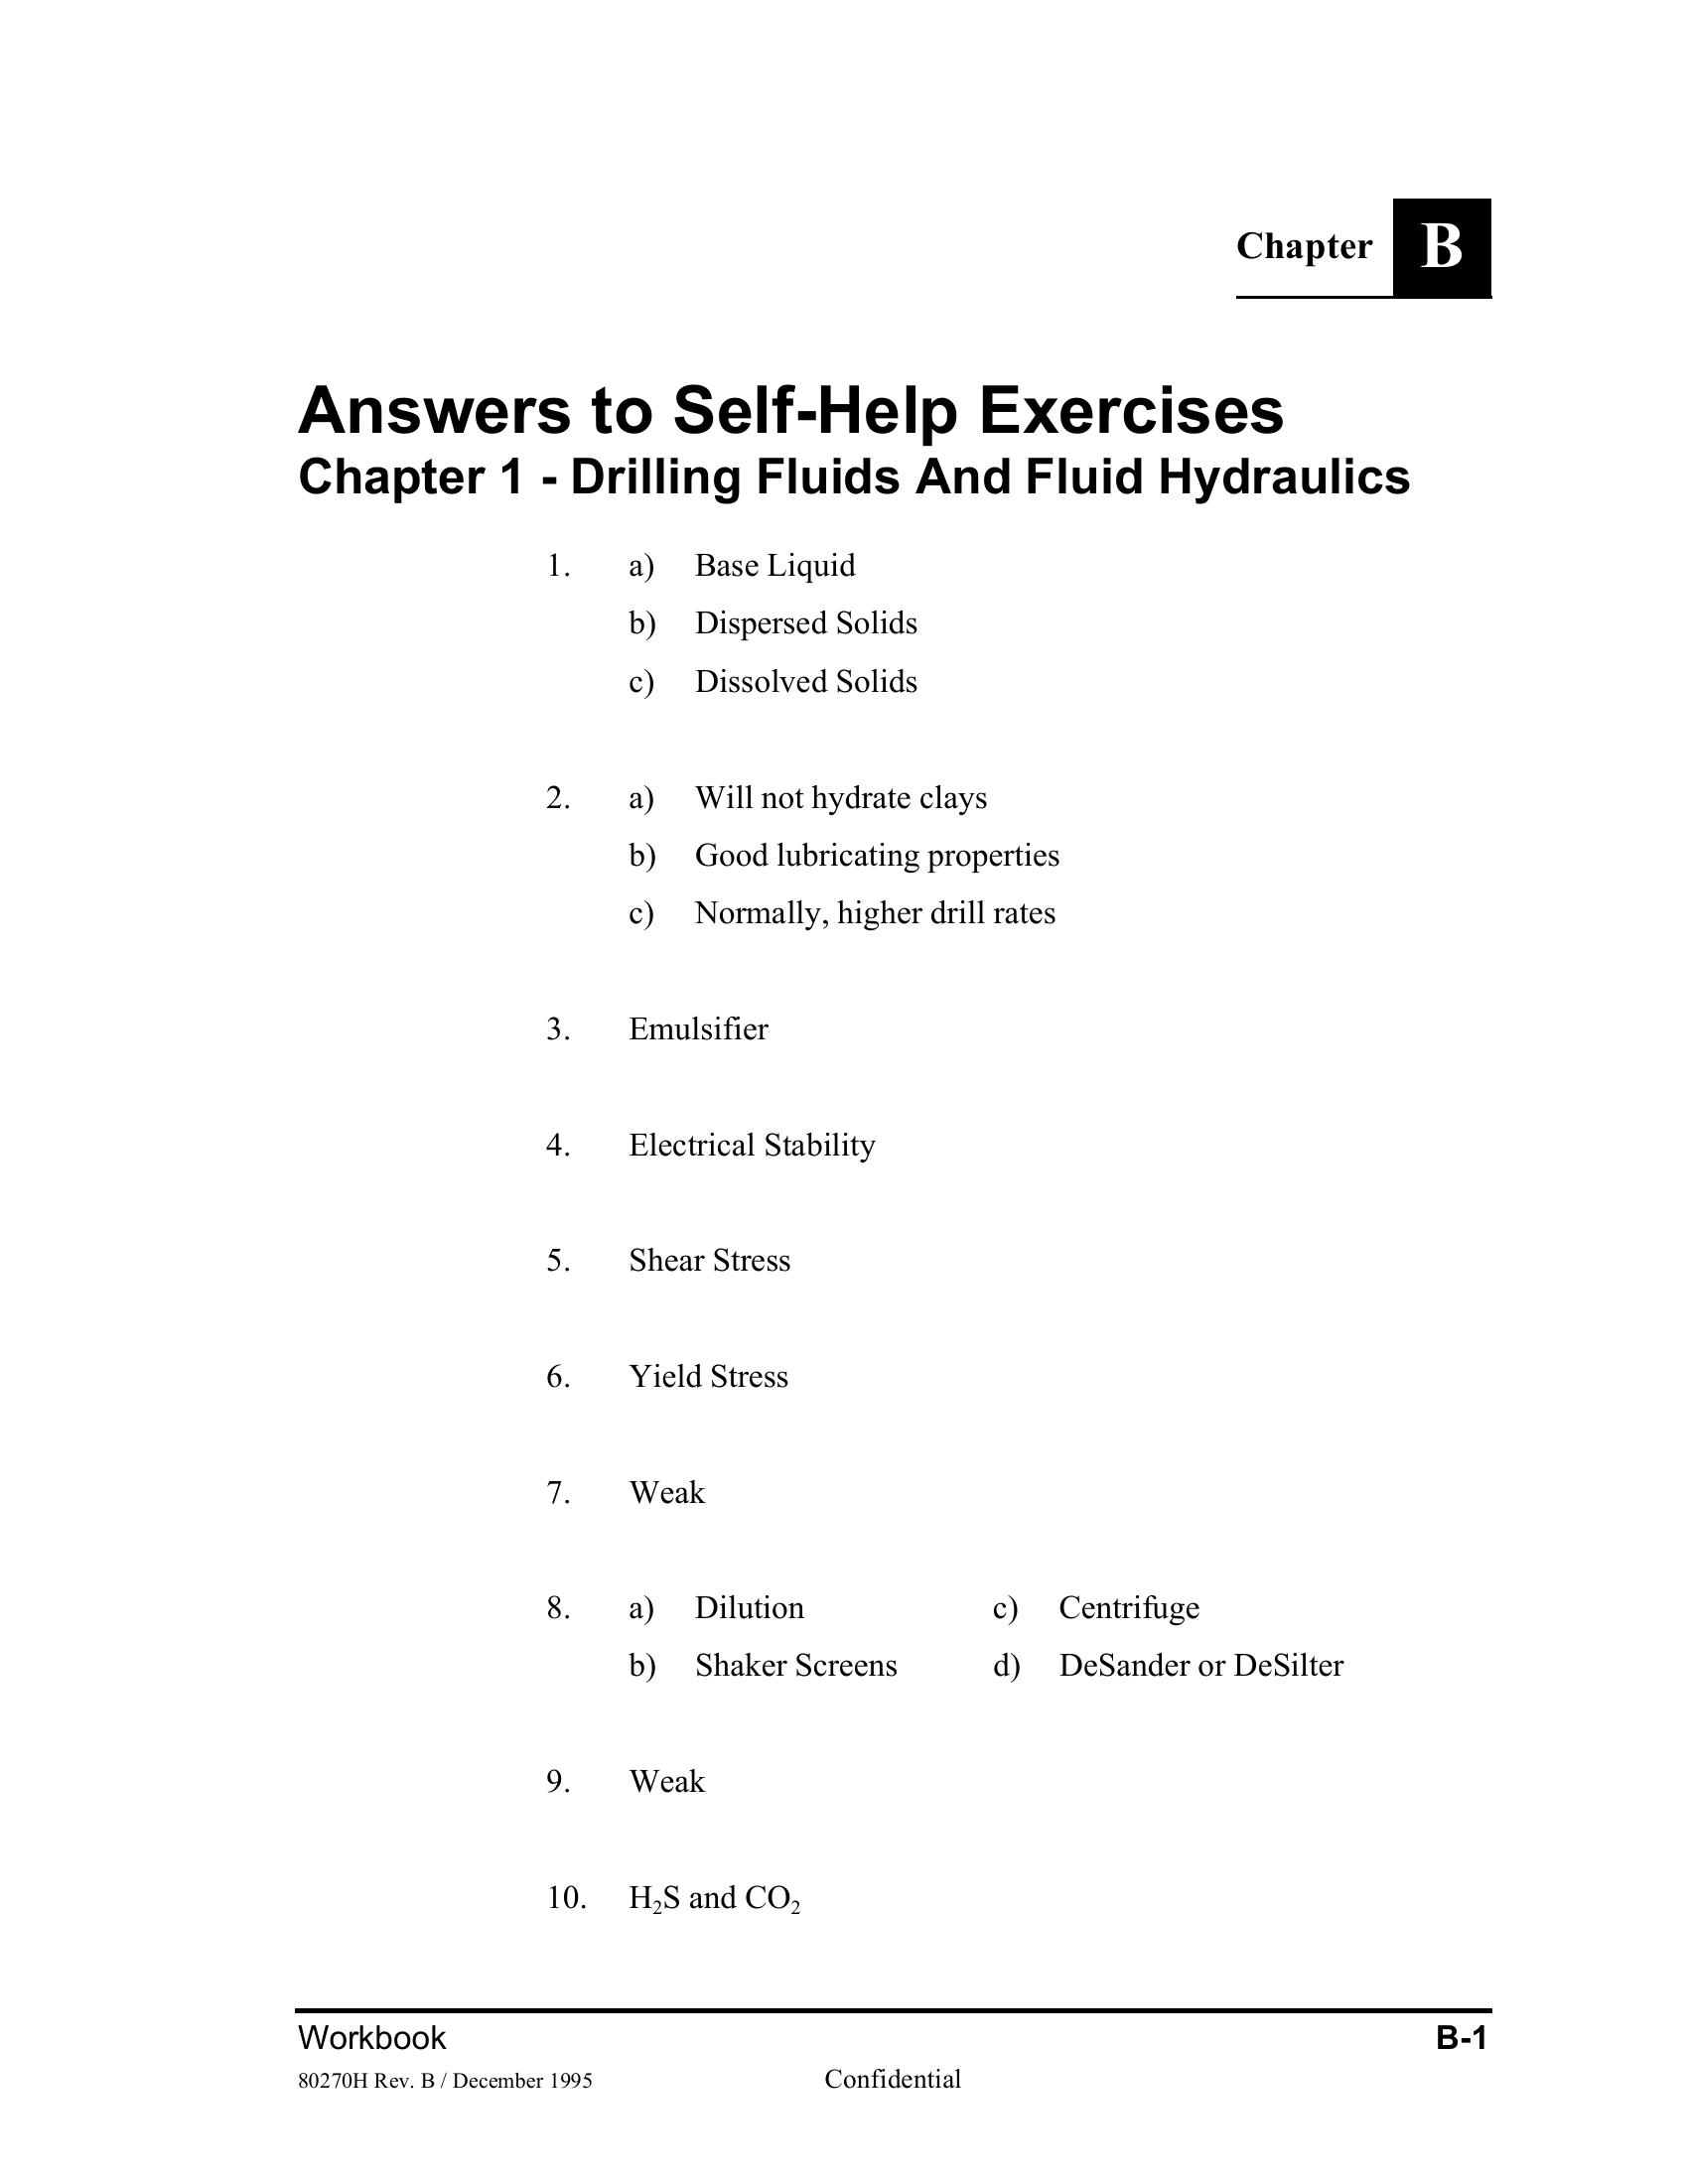 Chapter B
Answers to Self-Help Exercises
Chapter 1 - Drilling Fluids And Fluid Hydraulics
1. a) Base Liquid
b) Dispersed Solids
c) Dissolved Solids
2. a) Will not hydrate clays
b) Good lubricating properties
c) Normally, higher drill rates
3. Emulsifier
4. Electrical Stability
5. Shear Stress
6. Yield Stress
7. Weak
8. a) Dilution c) Centrifuge
b) Shaker Screens d) DeSander or DeSilter
9. Weak
10. H₂S and CO₂
Workbook B-1
80270H Rev. B / December 1995 Confidential